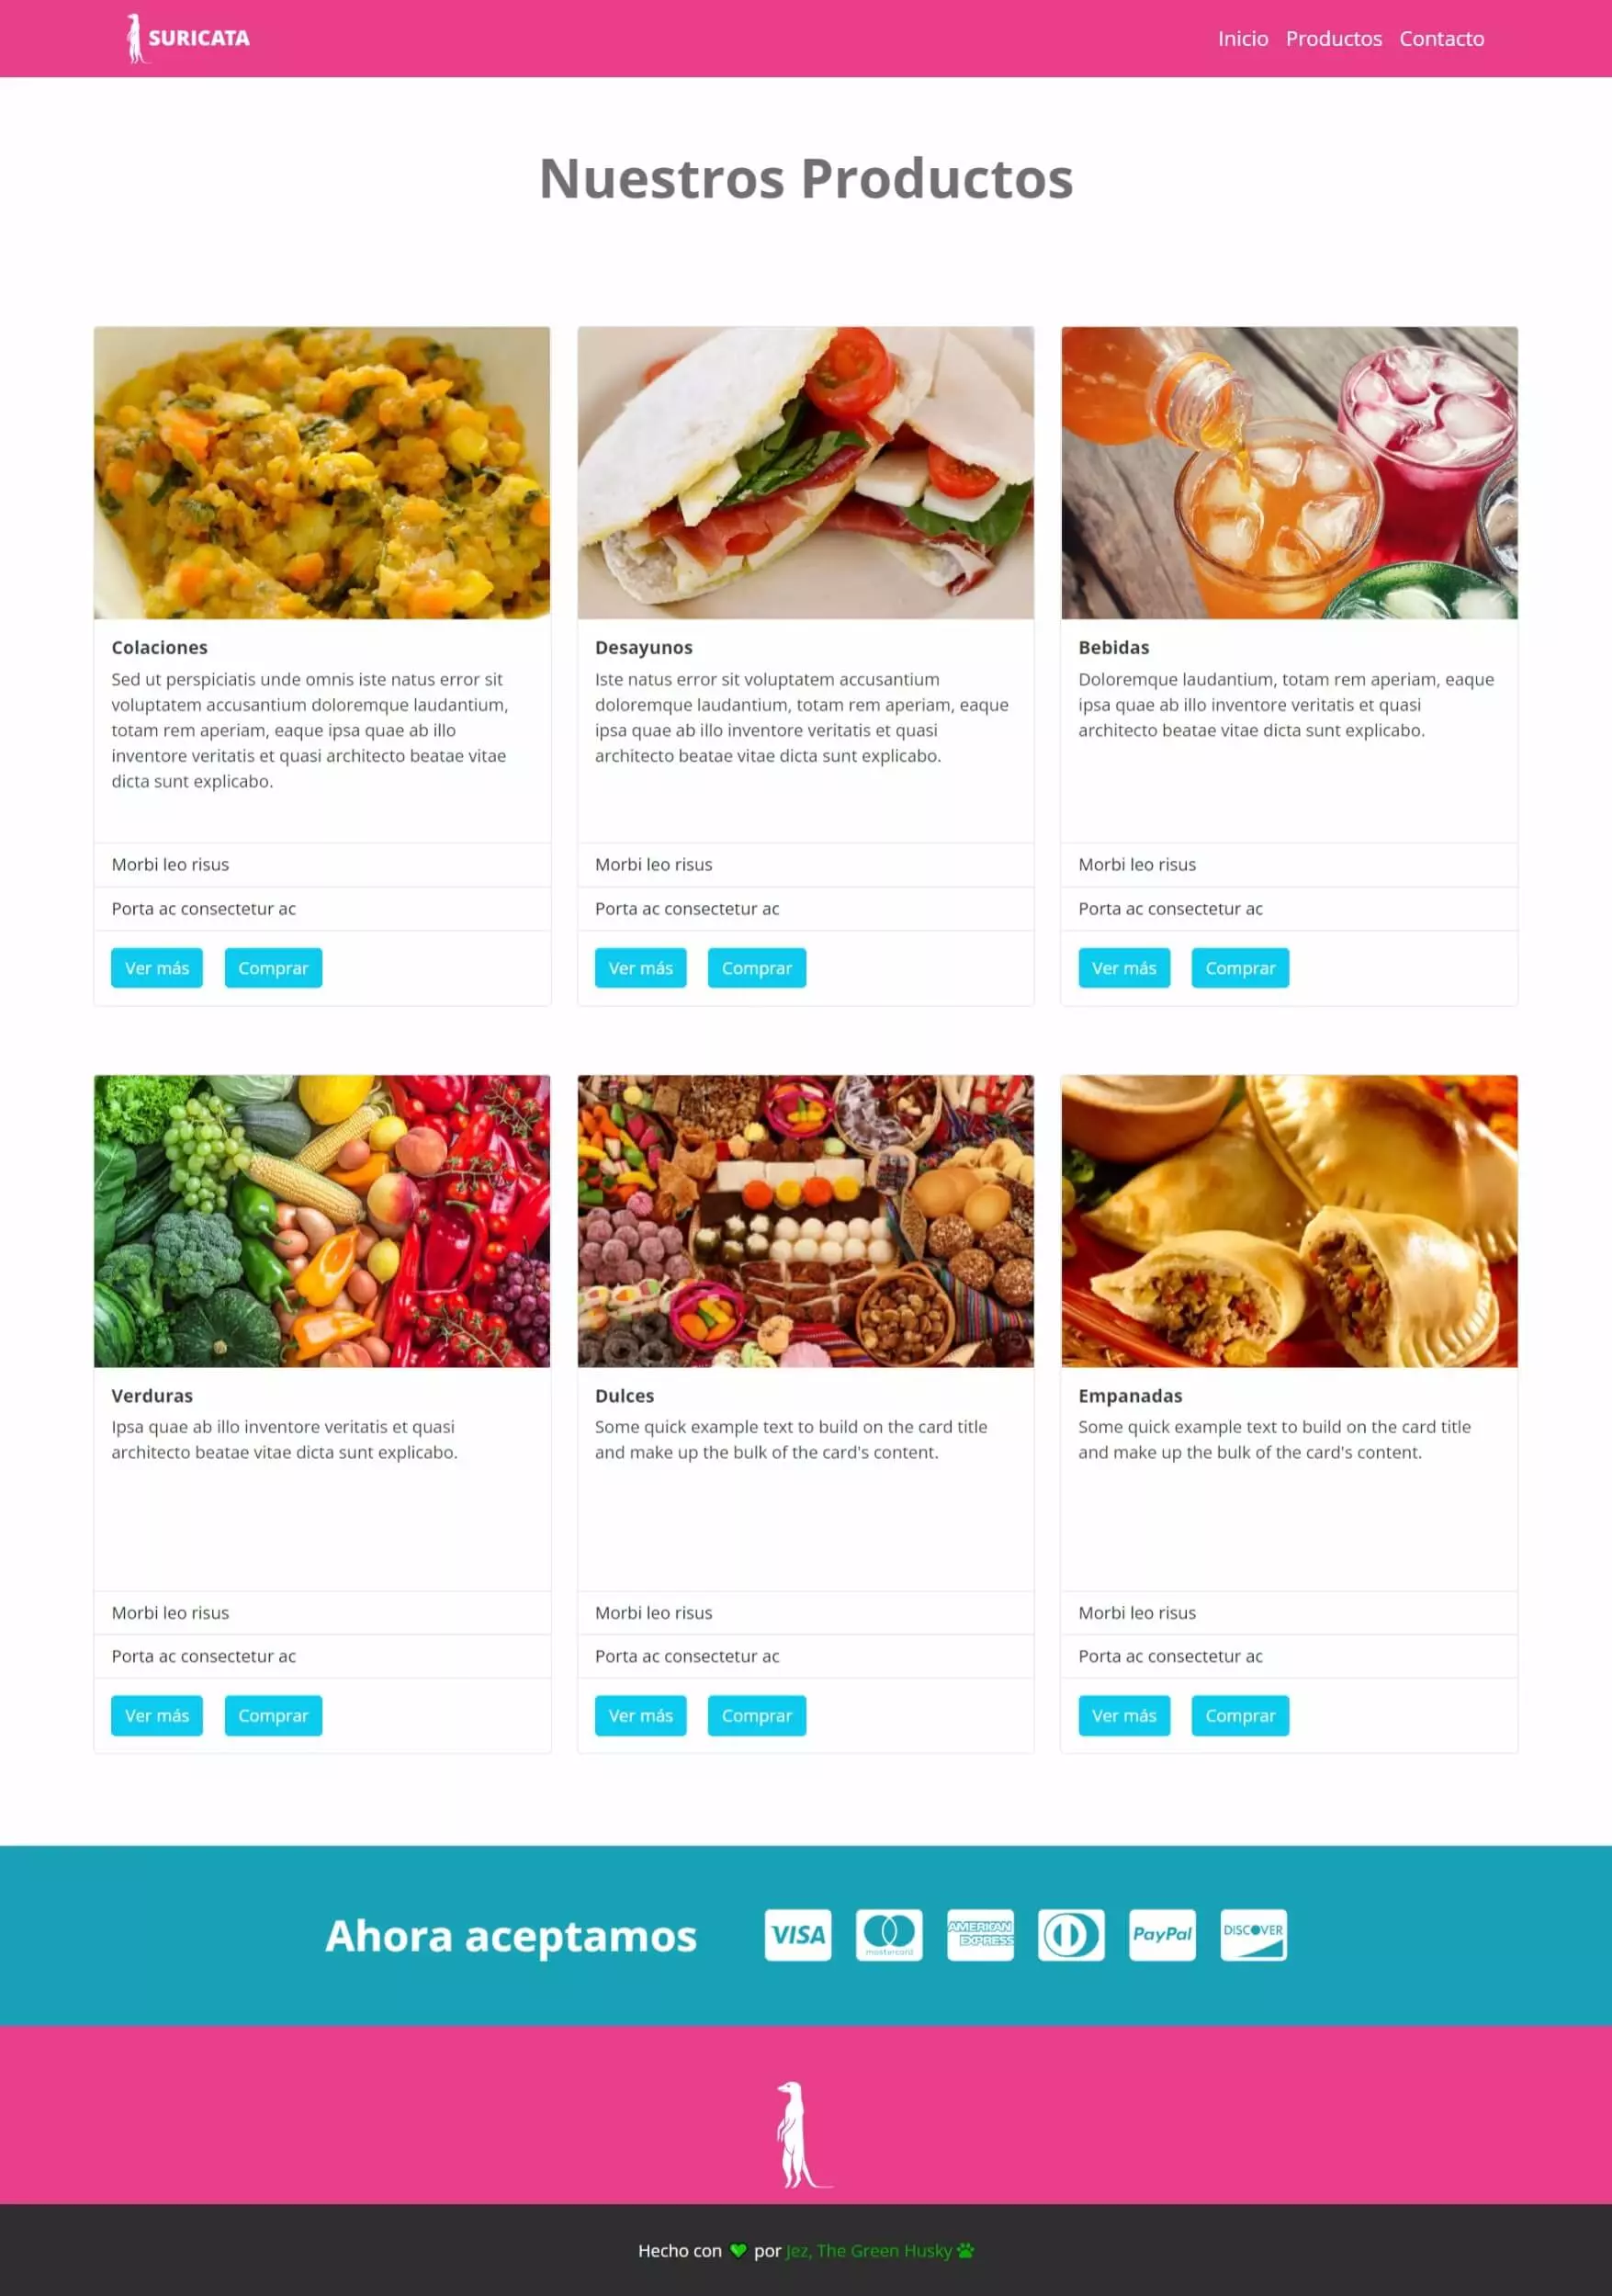 SURICATA
Inicio Productos Contacto
Nuestros Productos
Colaciones
Sed ut perspiciatis unde omnis iste natus error sit
voluptatem accusantium doloremque laudantium,
totam rem aperiam, eaque ipsa quae ab illo
inventore veritatis et quasi architecto beatae vitae
dicta sunt explicabo.
Morbi leo risus
Porta ac consectetur ac
Ver más Comprar
Desayunos
Iste natus error sit voluptatem accusantium
doloremque laudantium, totam rem aperiam, eaque
ipsa quae ab illo inventore veritatis et quasi
architecto beatae vitae dicta sunt explicabo.
Morbi leo risus
Porta ac consectetur ac
Ver más Comprar
Bebidas
Doloremque laudantium, totam rem aperiam, eaque
ipsa quae ab illo inventore veritatis et quasi
architecto beatae vitae dicta sunt explicabo.
Morbi leo risus
Porta ac consectetur ac
Ver más Comprar
Verduras
Ipsa quae ab illo inventore veritatis et quasi
architecto beatae vitae dicta sunt explicabo.
Morbi leo risus
Porta ac consectetur ac
Ver más Comprar
Dulces
Some quick example text to build on the card title
and make up the bulk of the card's content.
Morbi leo risus
Porta ac consectetur ac
Ver más Comprar
Empanadas
Some quick example text to build on the card title
and make up the bulk of the card's content.
Morbi leo risus
Porta ac consectetur ac
Ver más Comprar
Ahora aceptamos
VISA
mastercard
AMERICAN
EXPRESS
PayPal
DISCOVER
Hecho con por Jez, The Green Husky